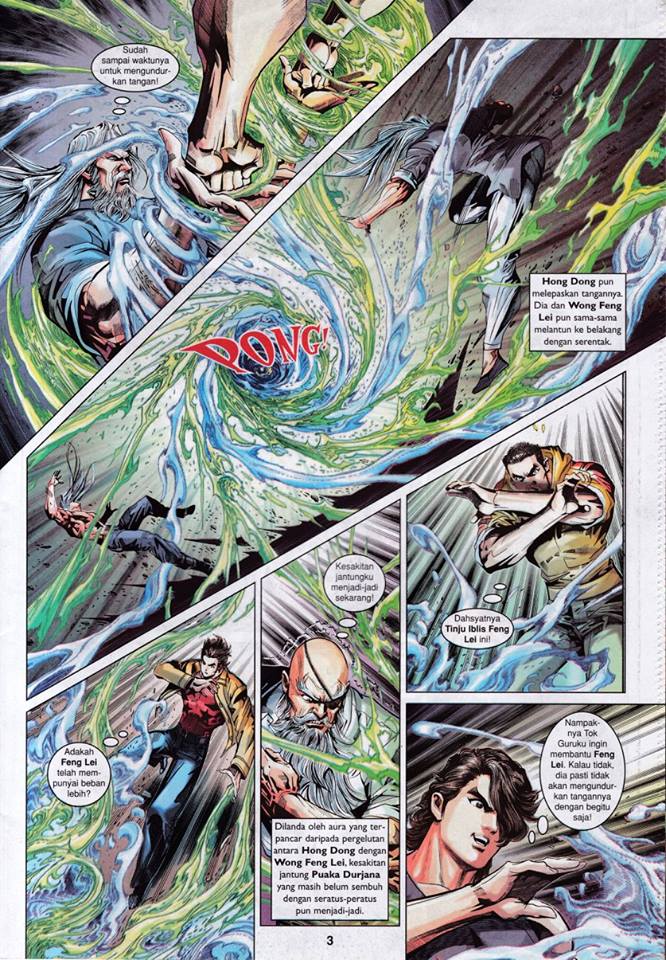 Sudah
sampai waktunya
untuk mengundur-
kan tangan!
Hong Dong pun
melepaskan tangannya.
Dia dan Wong Feng
Lei pun sama-sama
melantun ke belakang
dengan serentak.
PONG!
Dahsyatnya
Tinju Iblis Feng
Lei ini!
Kesakitan
jantungku
menjadi-jadi
sekarang!
Adakah
Feng Lei
telah mem-
punyai beban
lebih?
Dilanda oleh aura yang ter-
pancar daripada pergelutan
antara Hong Dong dengan
Wong Feng Lei, kesakitan
jantung Puaka Durjana
yang masih belum sembuh
dengan seratus-peratus
pun menjadi-jadi.
Nampak-
nya Tok
Guruku ingin
membantu Feng
Lei. Kalau tidak,
dia pasti tidak
akan mengundur-
kan tangannya
dengan begitu
saja!
3